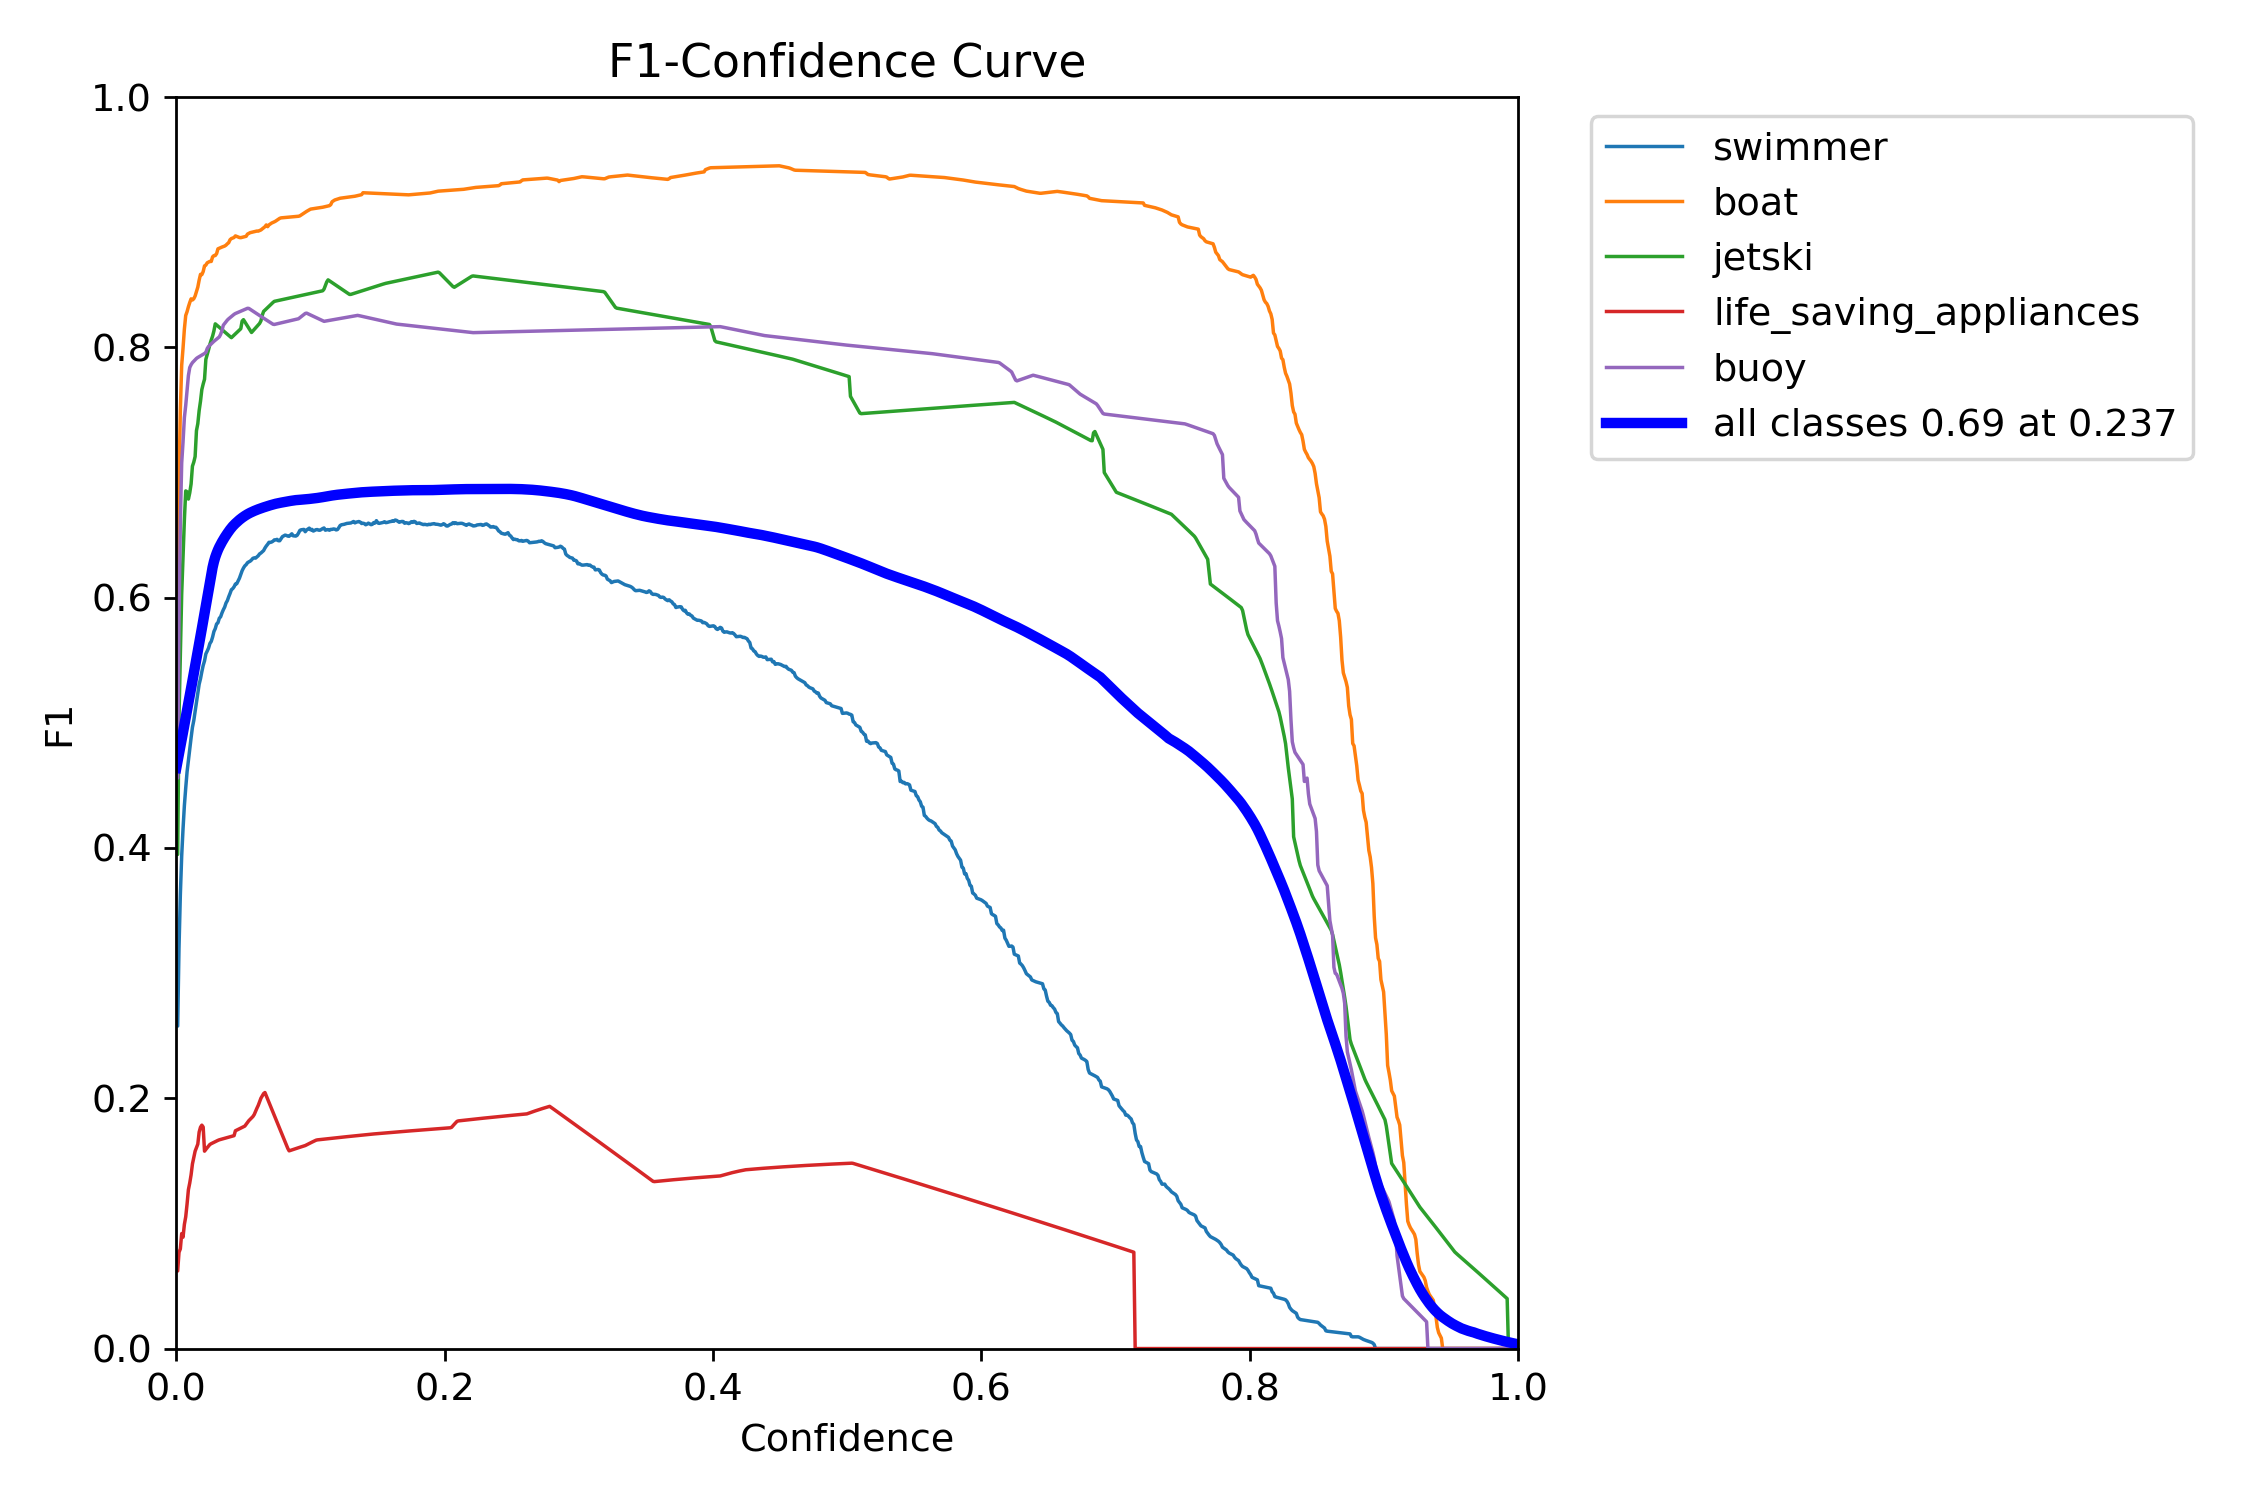 F1-Confidence Curve
1.0
0.8
0.6
0.4
0.2
0.0
F1
0.0 0.2 0.4 0.6 0.8 1.0
Confidence
swimmer
boat
jetski
life_saving_appliances
buoy
all classes 0.69 at 0.237